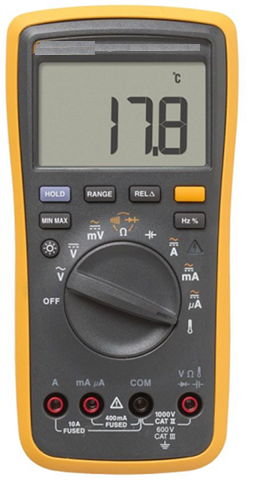 °C
17.8
HOLD RANGE REL Δ
MIN MAX Hz %
mV Ω
V A
V mA
OFF μA
A mA μA COM V Ω
10A FUSED 400mA FUSED 1000V CAT II
600V CAT III